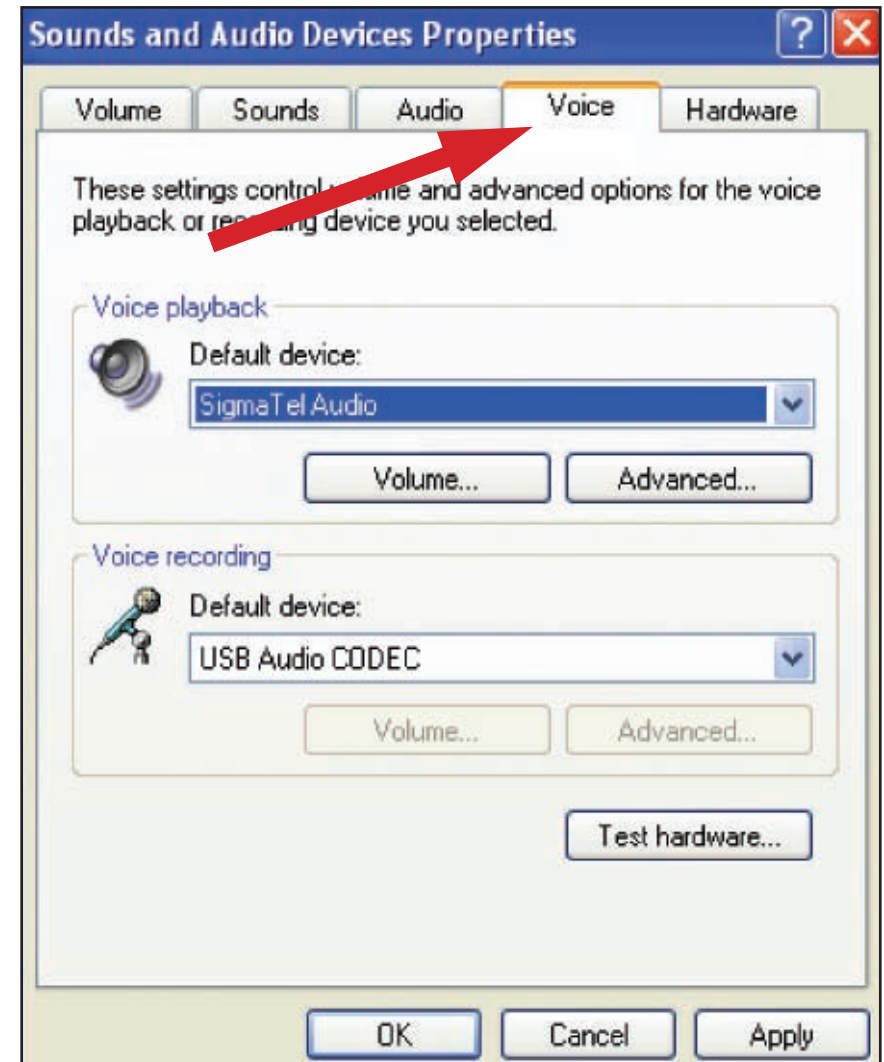 Sounds and Audio Devices Properties
Volume Sounds Audio Voice Hardware
These settings control volume and advanced options for the voice
playback or recording device you selected.
Voice playback
Default device:
SigmaTel Audio
Volume... Advanced...
Voice recording
Default device:
USB Audio CODEC
Volume... Advanced...
Test hardware...
OK Cancel Apply